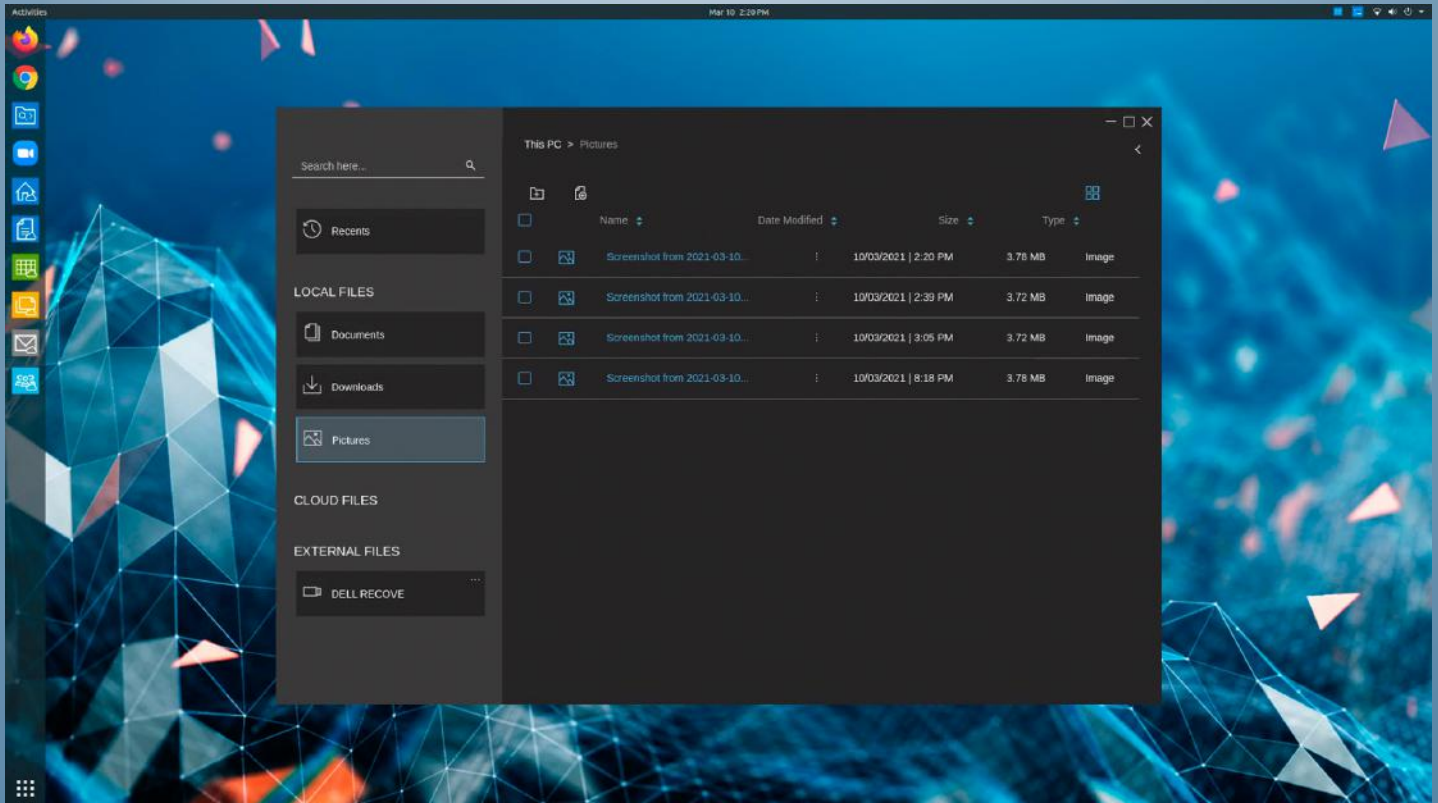 Activities
Mar 10 2:20 PM
Search here...
Recents
LOCAL FILES
Documents
Downloads
Pictures
CLOUD FILES
EXTERNAL FILES
...
DELL RECOVE
This PC > Pictures
Name Date Modified Size Type
Screenshot from 2021-03-10... 10/03/2021 | 2:20 PM 3.78 MB Image
Screenshot from 2021-03-10... 10/03/2021 | 2:39 PM 3.72 MB Image
Screenshot from 2021-03-10... 10/03/2021 | 3:05 PM 3.72 MB Image
Screenshot from 2021-03-10... 10/03/2021 | 8:18 PM 3.78 MB Image